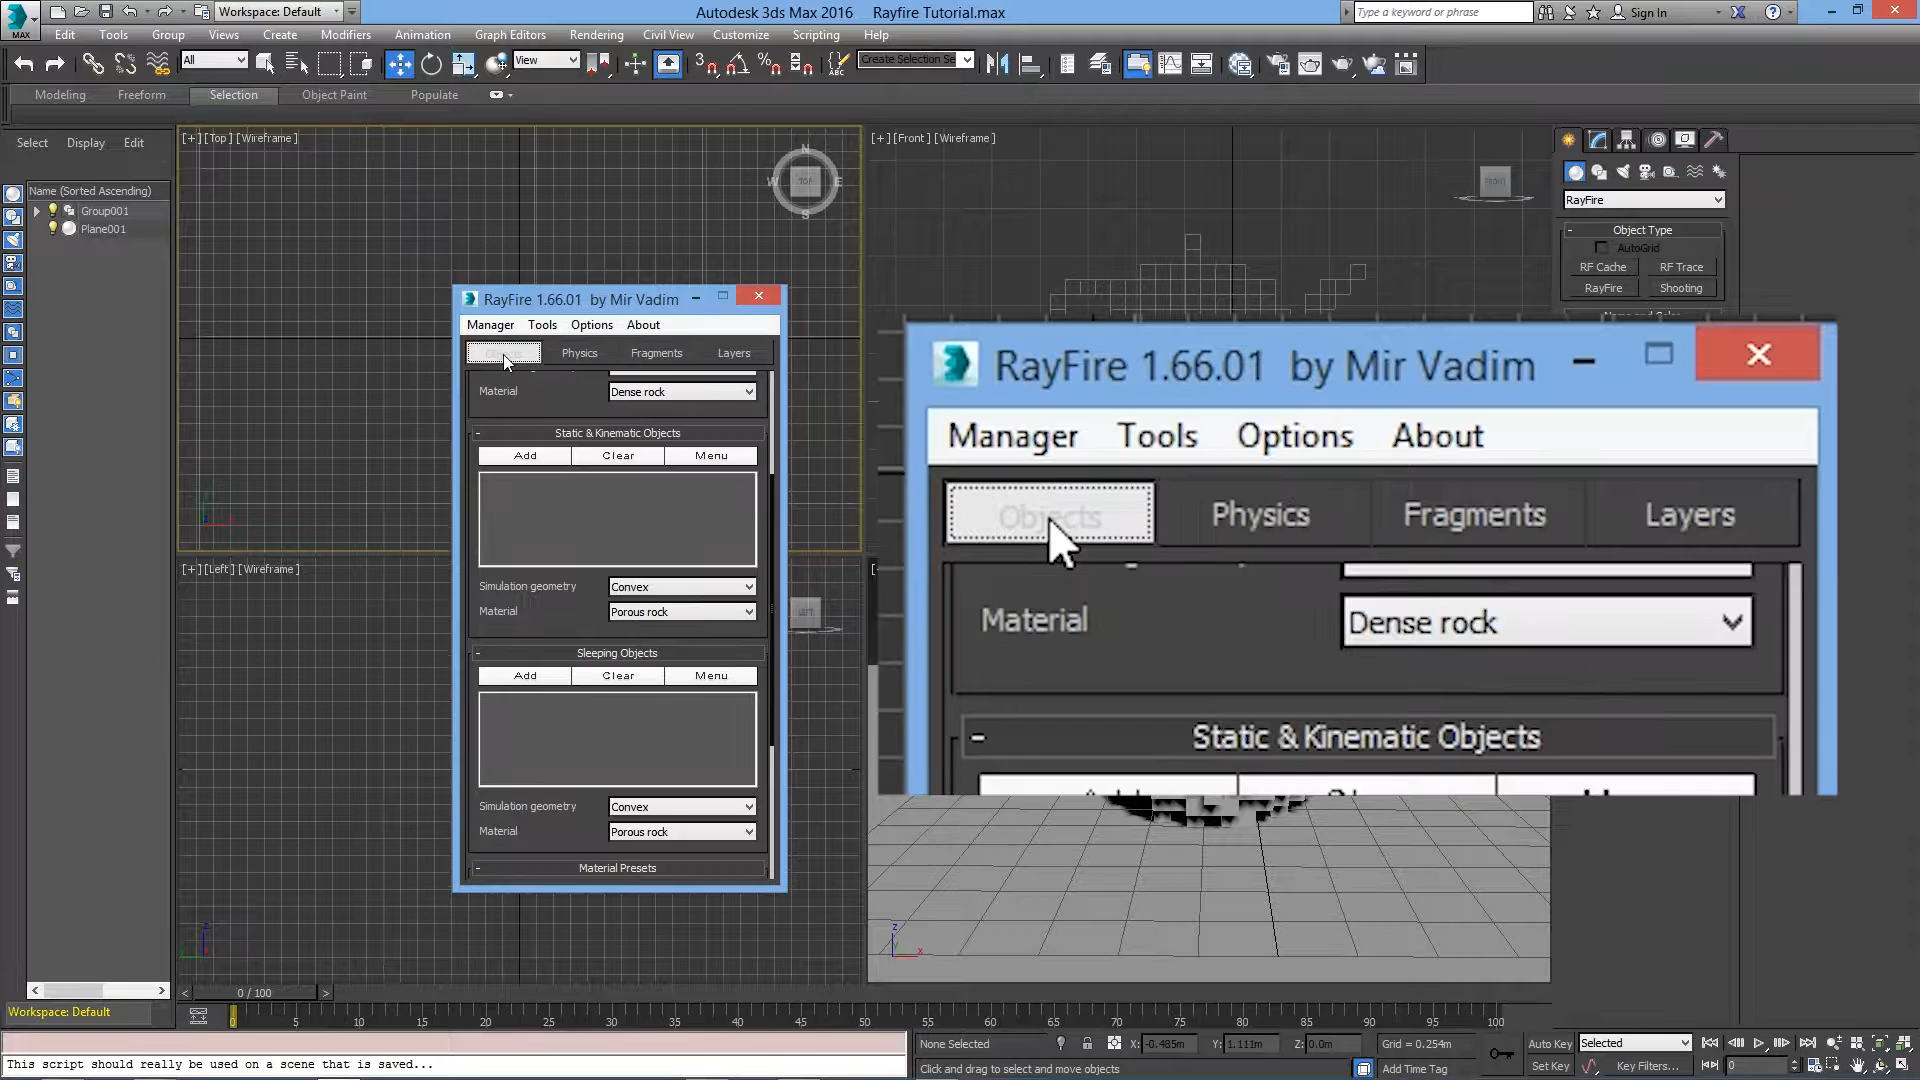 Workspace: Default
Autodesk 3ds Max 2016 Rayfire Tutorial.max
Type a keyword or phrase
Sign In
MAX
Edit Tools Group Views Create Modifiers Animation Graph Editors Rendering Civil View Customize Scripting Help
All
View
Create Selection Se
Modeling Freeform Selection Object Paint Populate
Select Display Edit
Name (Sorted Ascending)
Group001
Plane001
[+] [Top] [Wireframe]
N
W TOP E
S
[+] [Front] [Wireframe]
FRONT
RayFire
Object Type
AutoGrid
RF Cache RF Trace
RayFire Shooting
RayFire 1.66.01 by Mir Vadim
Manager Tools Options About
Physics Fragments Layers
Material Dense rock
Static & Kinematic Objects
Add Clear Menu
Simulation geometry Convex
Material Porous rock
Sleeping Objects
Add Clear Menu
Simulation geometry Convex
Material Porous rock
Material Presets
RayFire 1.66.01 by Mir Vadim
Manager Tools Options About
Objects Physics Fragments Layers
Material Dense rock
Static & Kinematic Objects
[+] [Left] [Wireframe]
LEFT
z
x
0 / 100
Workspace: Default
0 5 10 15 20 25 30 35 40 45 50 55 60 65 70 75 80 85 90 95 100
None Selected
X: -0.485m Y: 1.111m Z: 0.0m
Grid = 0.254m
Auto Key Selected
This script should really be used on a scene that is saved...
Click and drag to select and move objects
Add Time Tag
Set Key Key Filters... 0